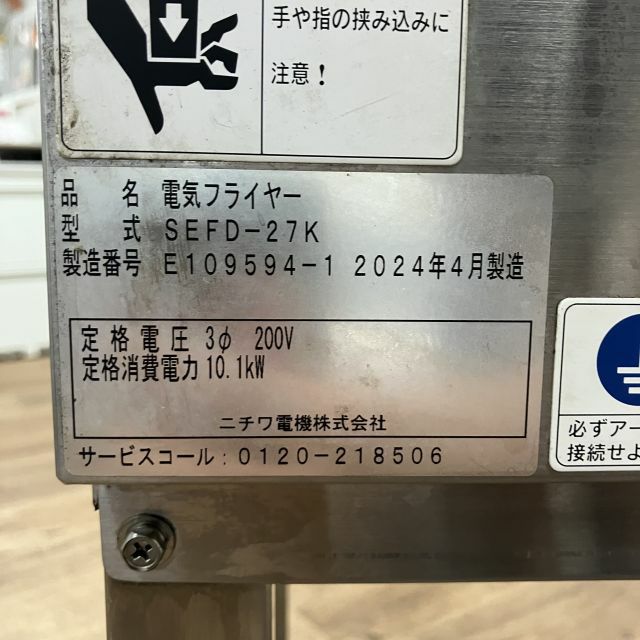 手や指の挟み込みに
注意！
品名 電気フライヤー
型式 SEFD-27K
製造番号 E109594-1 2024年4月製造
定格電圧 3φ 200V
定格消費電力 10.1kW
ニチワ電機株式会社
サービスコール：0120-218506
必ずアー
接続せよ